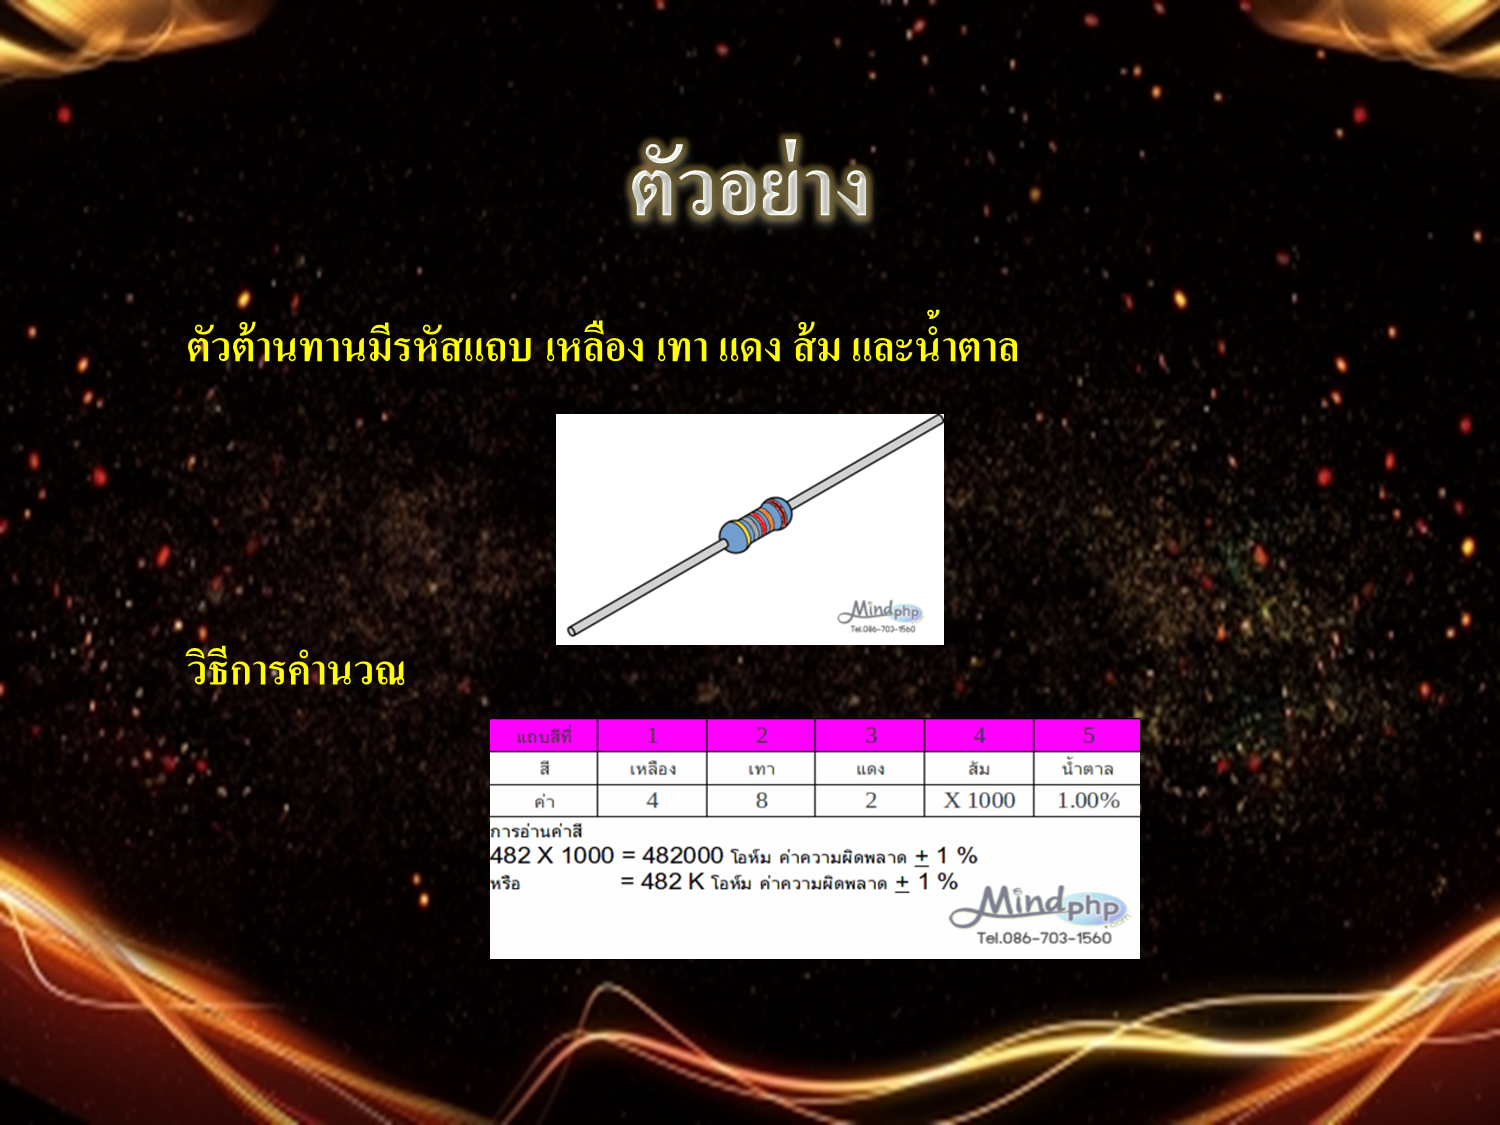 ตัวอย่าง
ตัวต้านทานมีรหัสแถบ เหลือง เทา แดง ส้ม และน้ำตาล
Mindphp
Tel.086-703-1560
วิธีการคำนวณ
แถบสีที่ 1 2 3 4 5
สี เหลือง เทา แดง ส้ม น้ำตาล
ค่า 4 8 2 X 1000 1.00%
การอ่านค่าสี
482 X 1000 = 482000 โอห์ม ค่าความผิดพลาด ± 1 %
หรือ = 482 K โอห์ม ค่าความผิดพลาด ± 1 %
Mindphp.com
Tel.086-703-1560